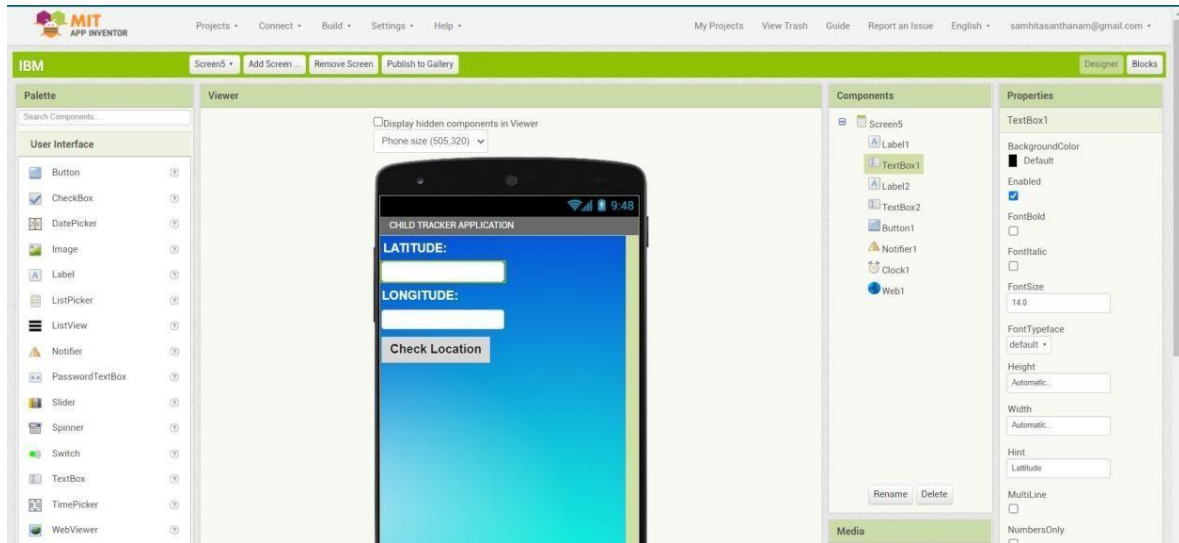 MIT
APP INVENTOR
Projects Connect Build Settings Help My Projects View Trash Guide Report an Issue English samhitasanthanam@gmail.com
IBM Screen5 Add Screen ... Remove Screen Publish to Gallery Designer Blocks
Palette
Search Components...
User Interface
Button
CheckBox
DatePicker
Image
Label
ListPicker
ListView
Notifier
PasswordTextBox
Slider
Spinner
Switch
TextBox
TimePicker
WebViewer
Viewer
Display hidden components in Viewer
Phone size (505,320)
9:48
CHILD TRACKER APPLICATION
LATITUDE:
LONGITUDE:
Check Location
Components
Screen5
Label1
TextBox1
Label2
TextBox2
Button1
Notifier1
Clock1
Web1
Rename Delete
Media
Properties
TextBox1
BackgroundColor
Default
Enabled
FontBold
FontItalic
FontSize
14.0
FontTypeface
default
Height
Automatic...
Width
Automatic...
Hint
Lattitude
MultiLine
NumbersOnly